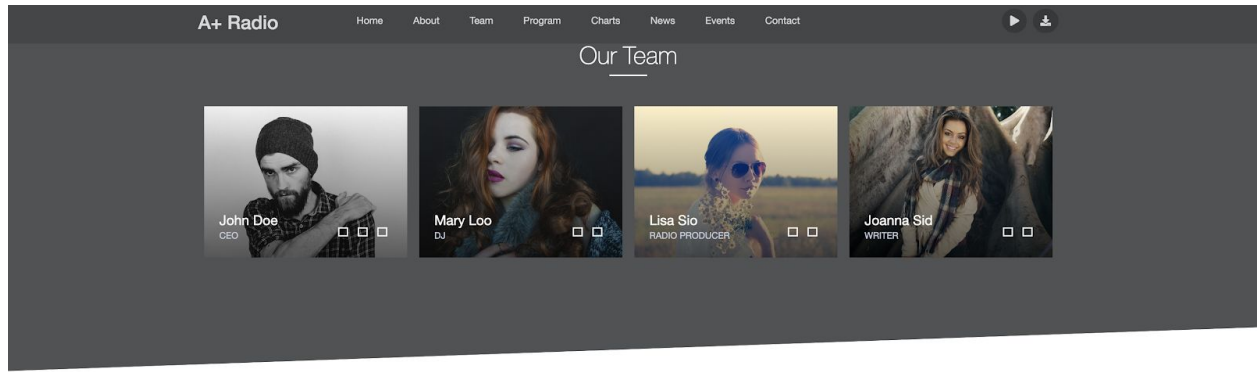 A+ Radio Home About Team Program Charts News Events Contact
Our Team
John Doe
CEO
Mary Loo
DJ
Lisa Sio
RADIO PRODUCER
Joanna Sid
WRITER